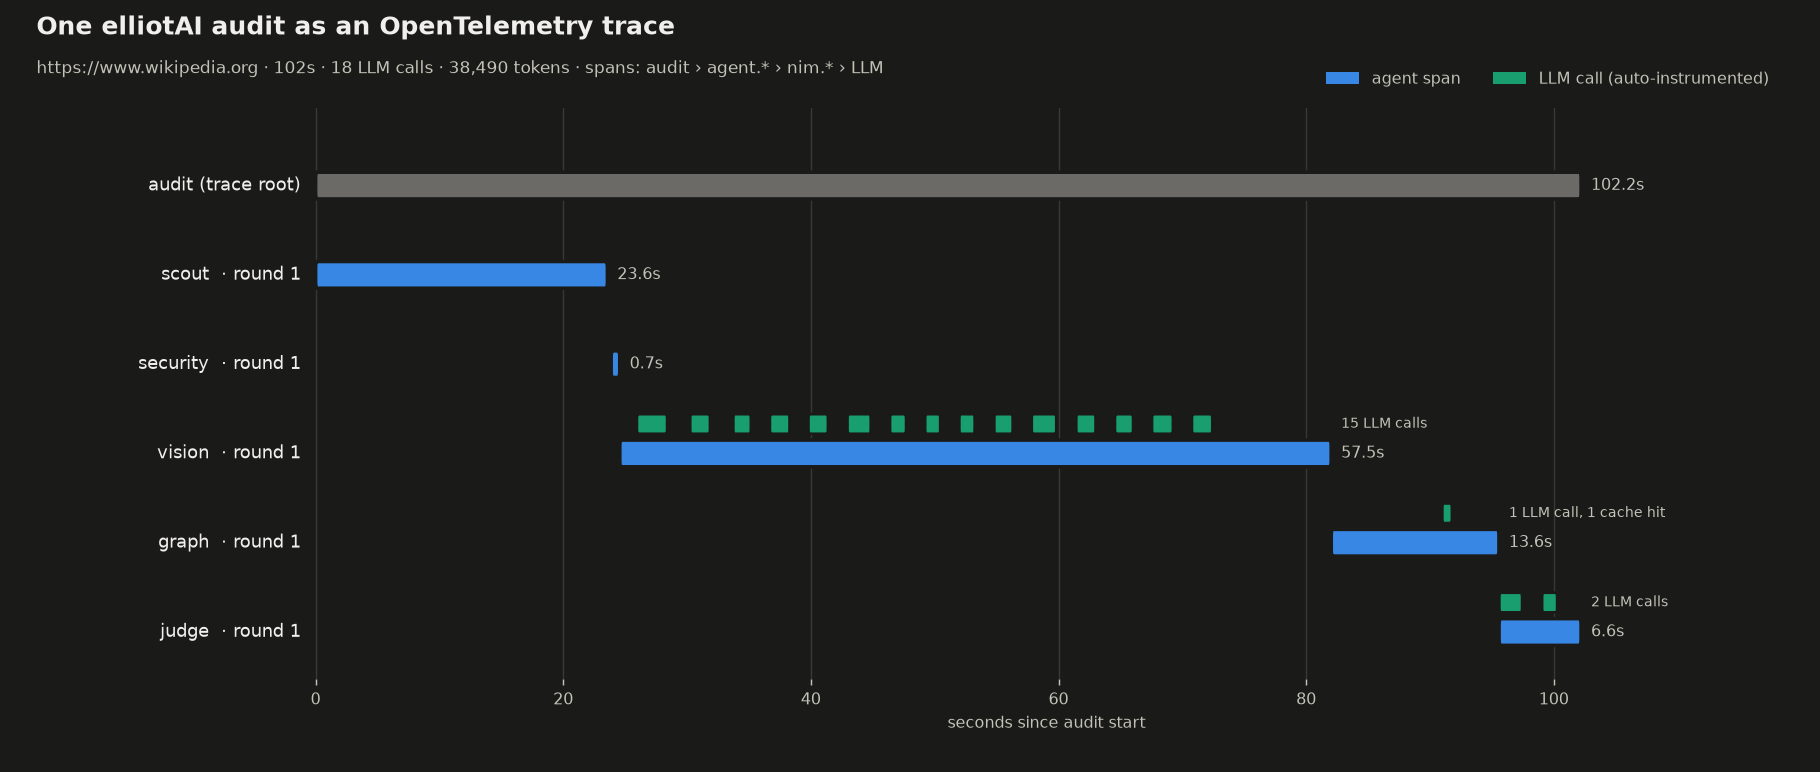 One elliotAI audit as an OpenTelemetry trace
https://www.wikipedia.org · 102s · 18 LLM calls · 38,490 tokens · spans: audit › agent.* › nim.* › LLM
agent span
LLM call (auto-instrumented)
audit (trace root)
102.2s
scout · round 1
23.6s
security · round 1
0.7s
15 LLM calls
vision · round 1
57.5s
1 LLM call, 1 cache hit
graph · round 1
13.6s
2 LLM calls
judge · round 1
6.6s
0 20 40 60 80 100
seconds since audit start